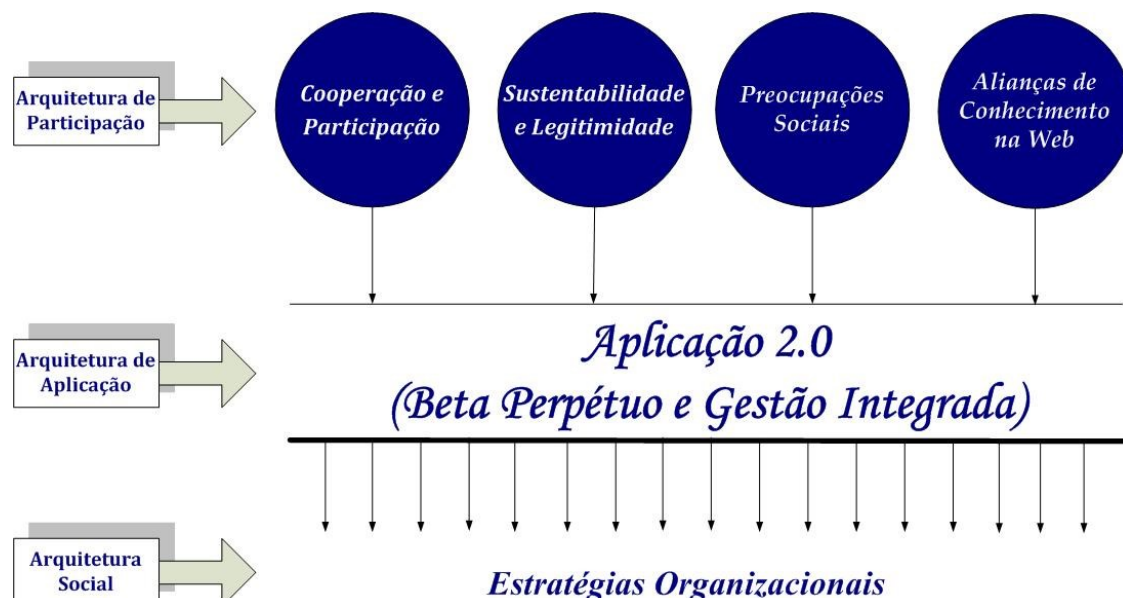 Arquitetura de
Participação
Cooperação e
Participação
Sustentabilidade
e Legitimidade
Preocupações
Sociais
Alianças de
Conhecimento
na Web
Arquitetura de
Aplicação
Aplicação 2.0
(Beta Perpétuo e Gestão Integrada)
Arquitetura
Social
Estratégias Organizacionais